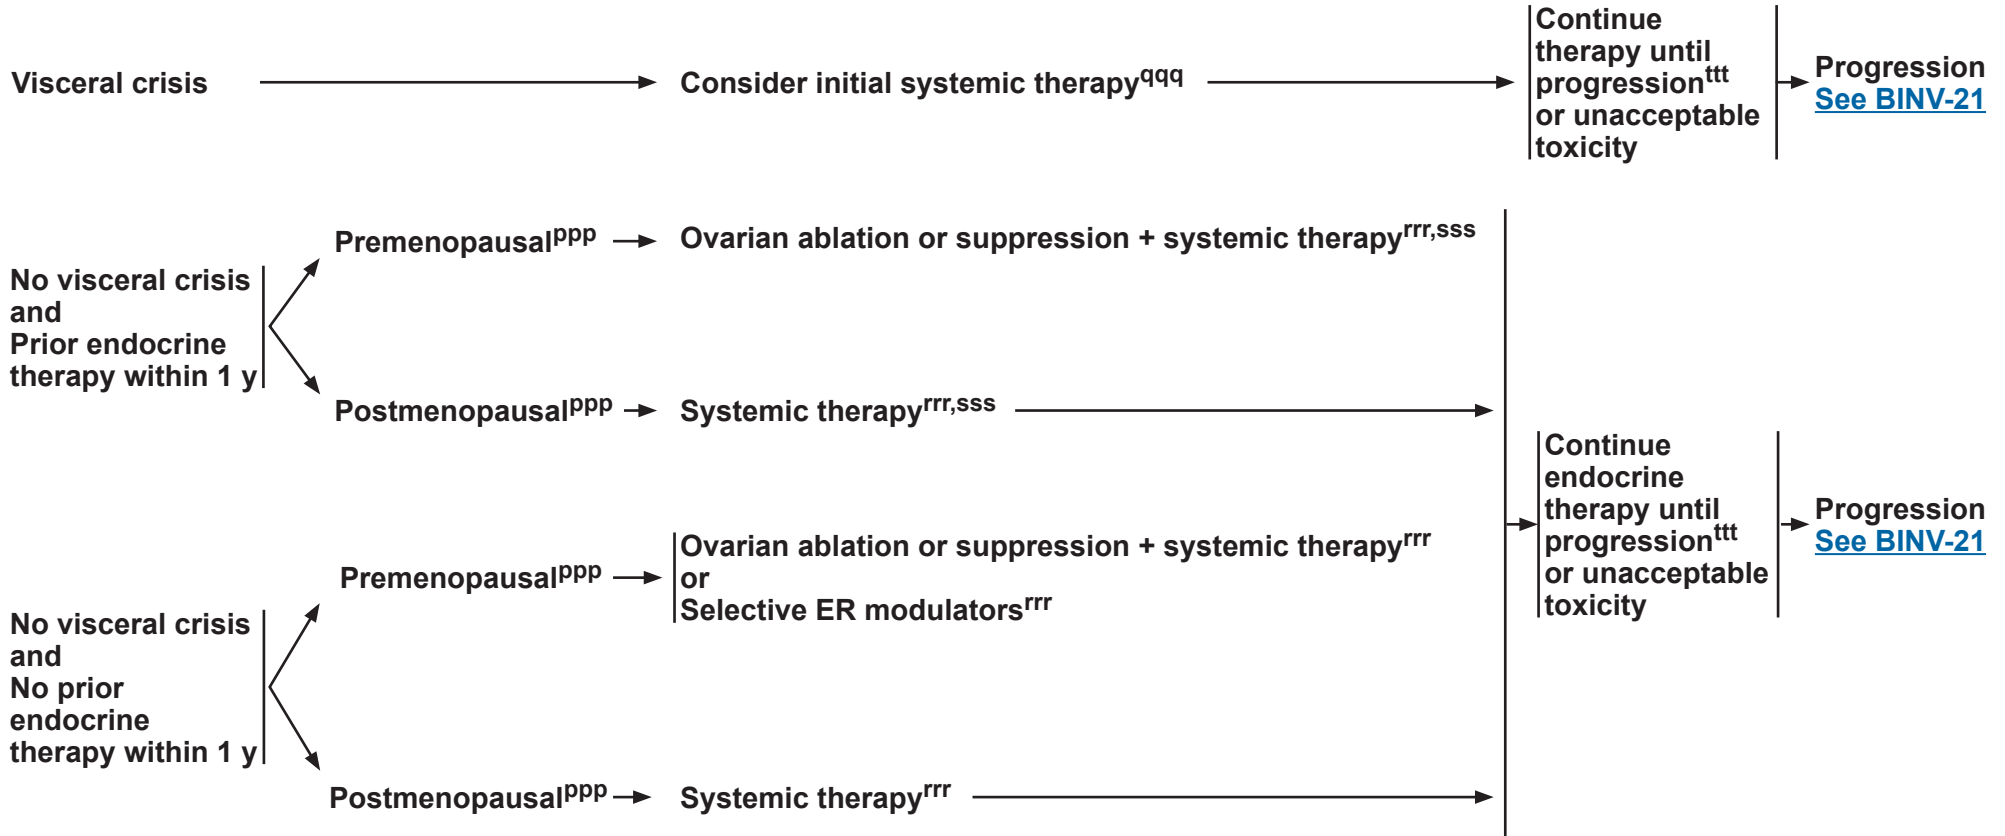 Visceral crisis
Consider initial systemic therapyqqq
Continue
therapy until
progressionttt
or unacceptable
toxicity
Progression
See BINV-21
No visceral crisis
and
Prior endocrine
therapy within 1 y
Premenopausalppp
Ovarian ablation or suppression + systemic therapyrrr,sss
Postmenopausalppp
Systemic therapyrrr,sss
No visceral crisis
and
No prior
endocrine
therapy within 1 y
Premenopausalppp
Ovarian ablation or suppression + systemic therapyrrr
or
Selective ER modulatorsrrr
Postmenopausalppp
Systemic therapyrrr
Continue
endocrine
therapy until
progressionttt
or unacceptable
toxicity
Progression
See BINV-21